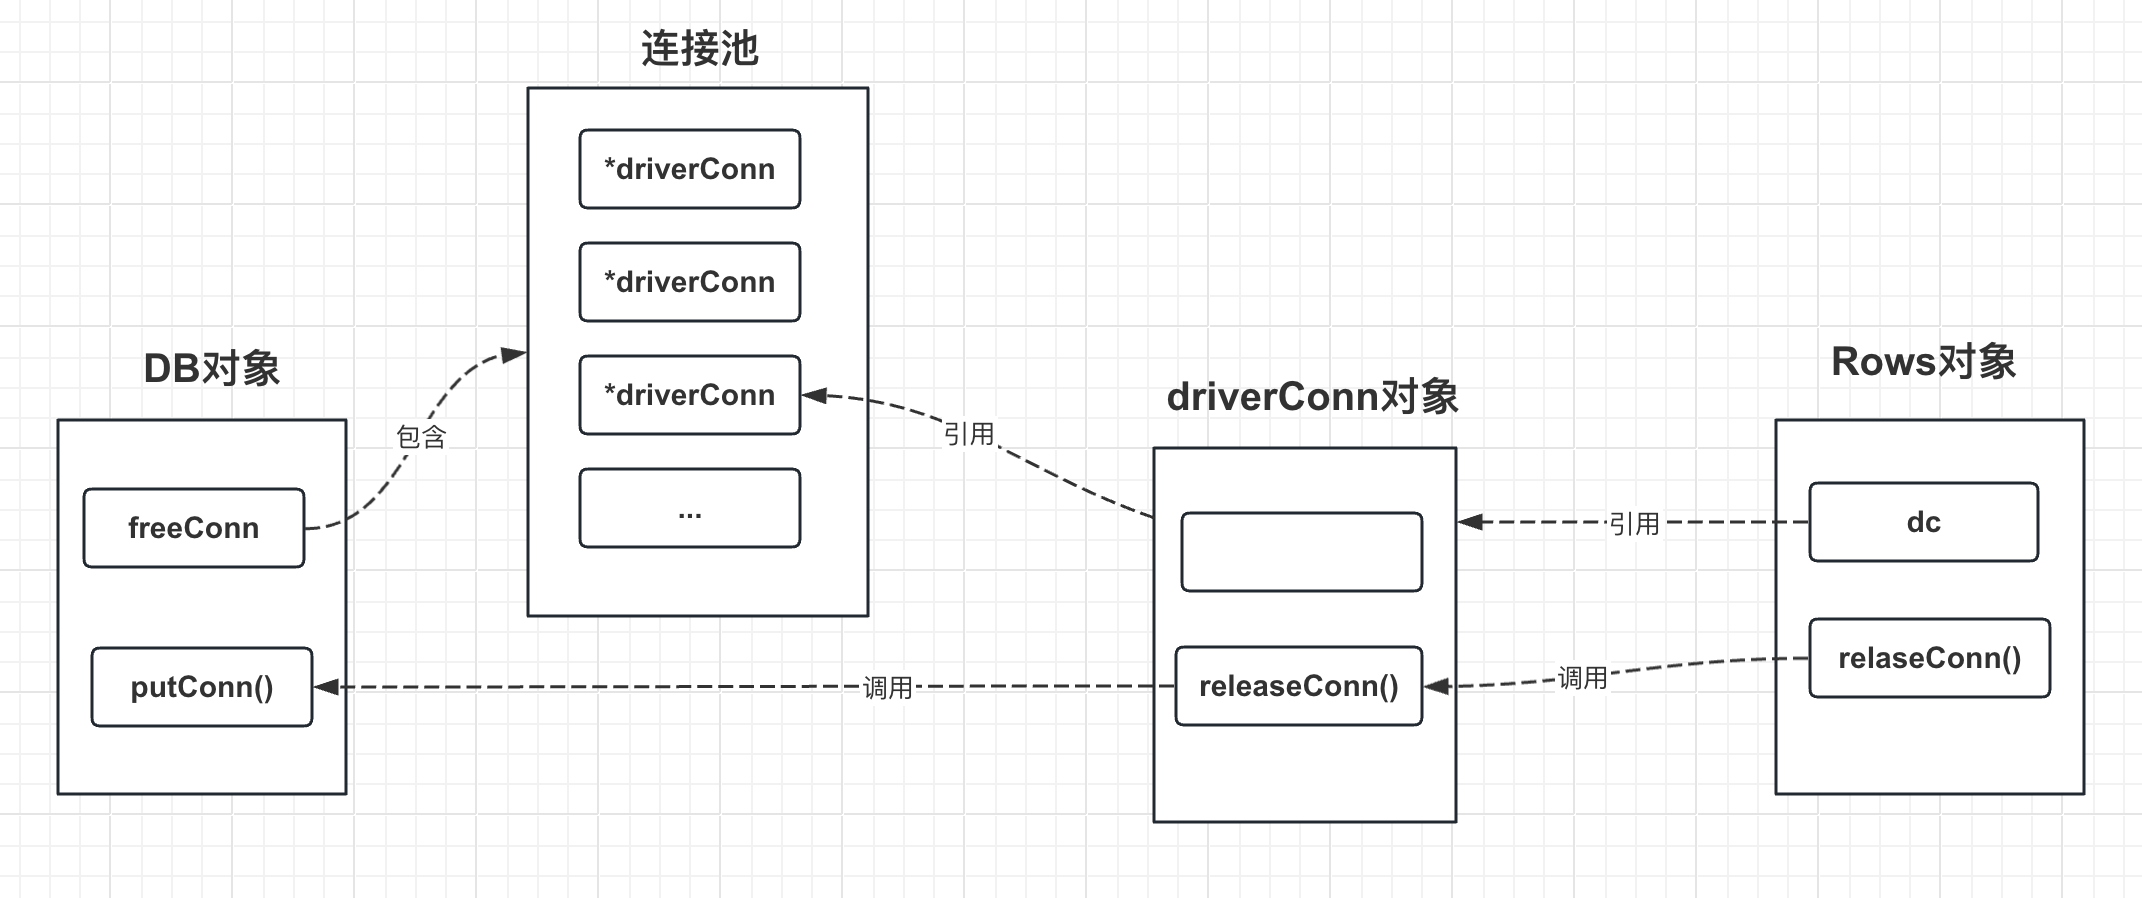 连接池
*driverConn
*driverConn
*driverConn
...
DB对象
freeConn
putConn()
包含
引用
driverConn对象
releaseConn()
调用
引用
调用
Rows对象
dc
relaseConn()